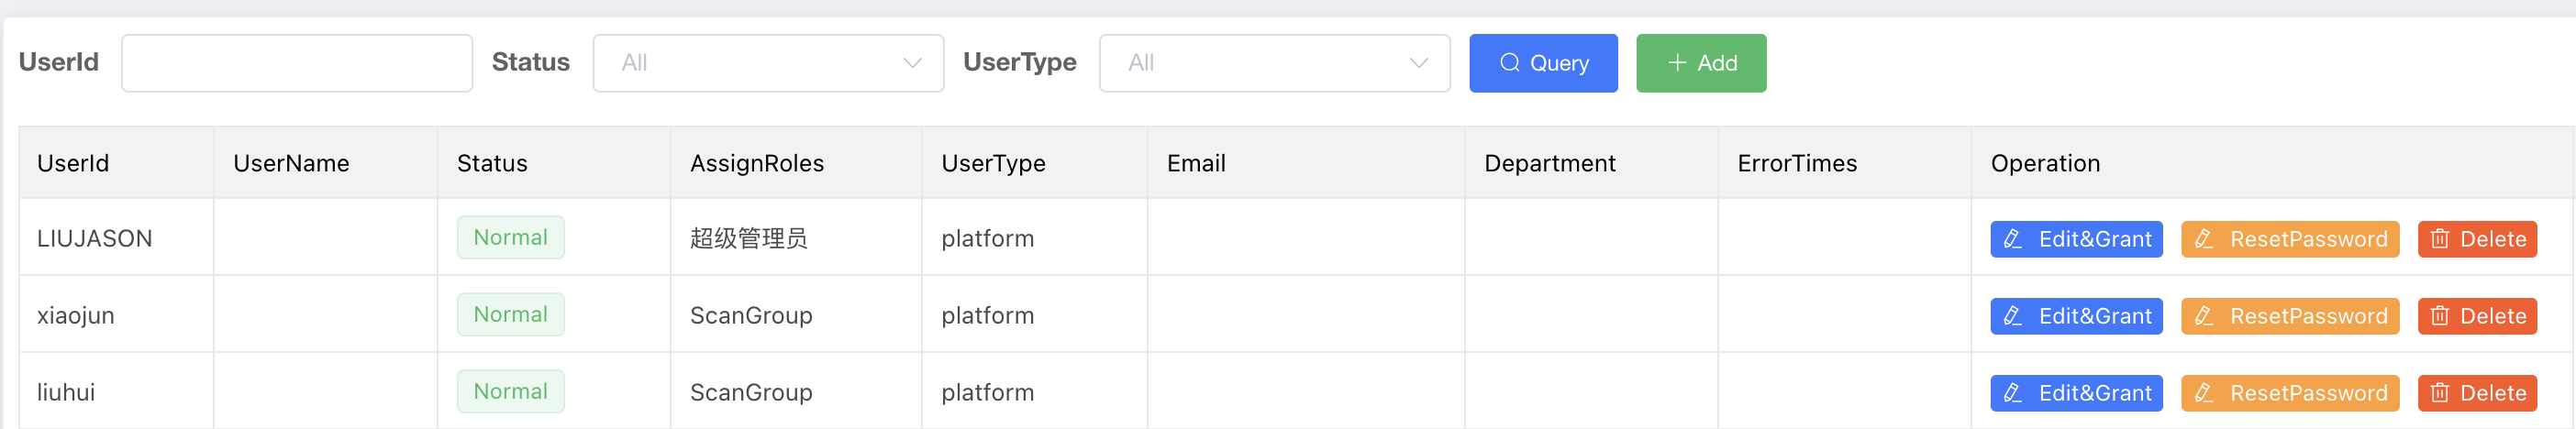 UserId Status All UserType All Query Add
UserId UserName Status AssignRoles UserType Email Department ErrorTimes Operation
LIUJASON Normal 超级管理员 platform Edit&Grant ResetPassword Delete
xiaojun Normal ScanGroup platform Edit&Grant ResetPassword Delete
liuhui Normal ScanGroup platform Edit&Grant ResetPassword Delete